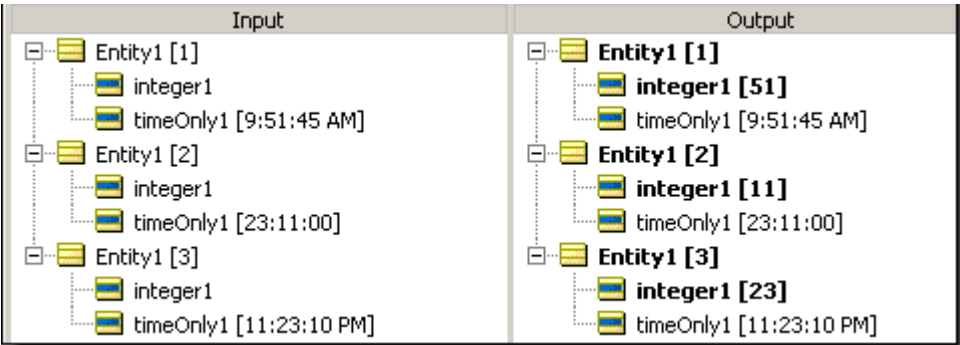 Input
Entity1 [1]
integer1
timeOnly1 [9:51:45 AM]
Entity1 [2]
integer1
timeOnly1 [23:11:00]
Entity1 [3]
integer1
timeOnly1 [11:23:10 PM]
Output
Entity1 [1]
integer1 [51]
timeOnly1 [9:51:45 AM]
Entity1 [2]
integer1 [11]
timeOnly1 [23:11:00]
Entity1 [3]
integer1 [23]
timeOnly1 [11:23:10 PM]